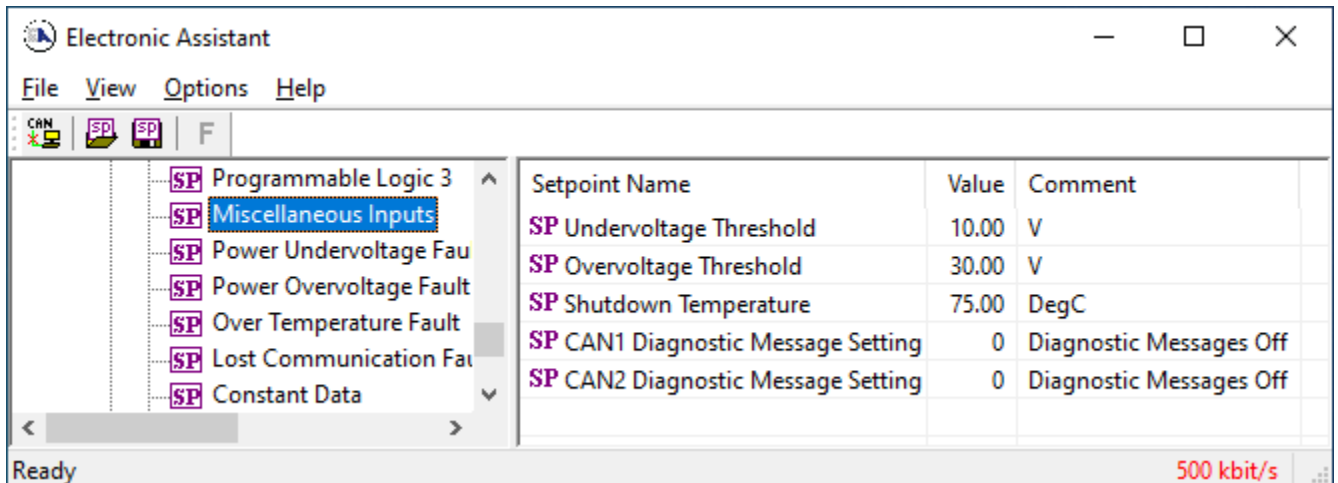 Electronic Assistant
File View Options Help
CAN SP SP F
SP Programmable Logic 3
SP Miscellaneous Inputs
SP Power Undervoltage Fau
SP Power Overvoltage Fault
SP Over Temperature Fault
SP Lost Communication Fau
SP Constant Data
Setpoint Name Value Comment
SP Undervoltage Threshold 10.00 V
SP Overvoltage Threshold 30.00 V
SP Shutdown Temperature 75.00 DegC
SP CAN1 Diagnostic Message Setting 0 Diagnostic Messages Off
SP CAN2 Diagnostic Message Setting 0 Diagnostic Messages Off
Ready 500 kbit/s